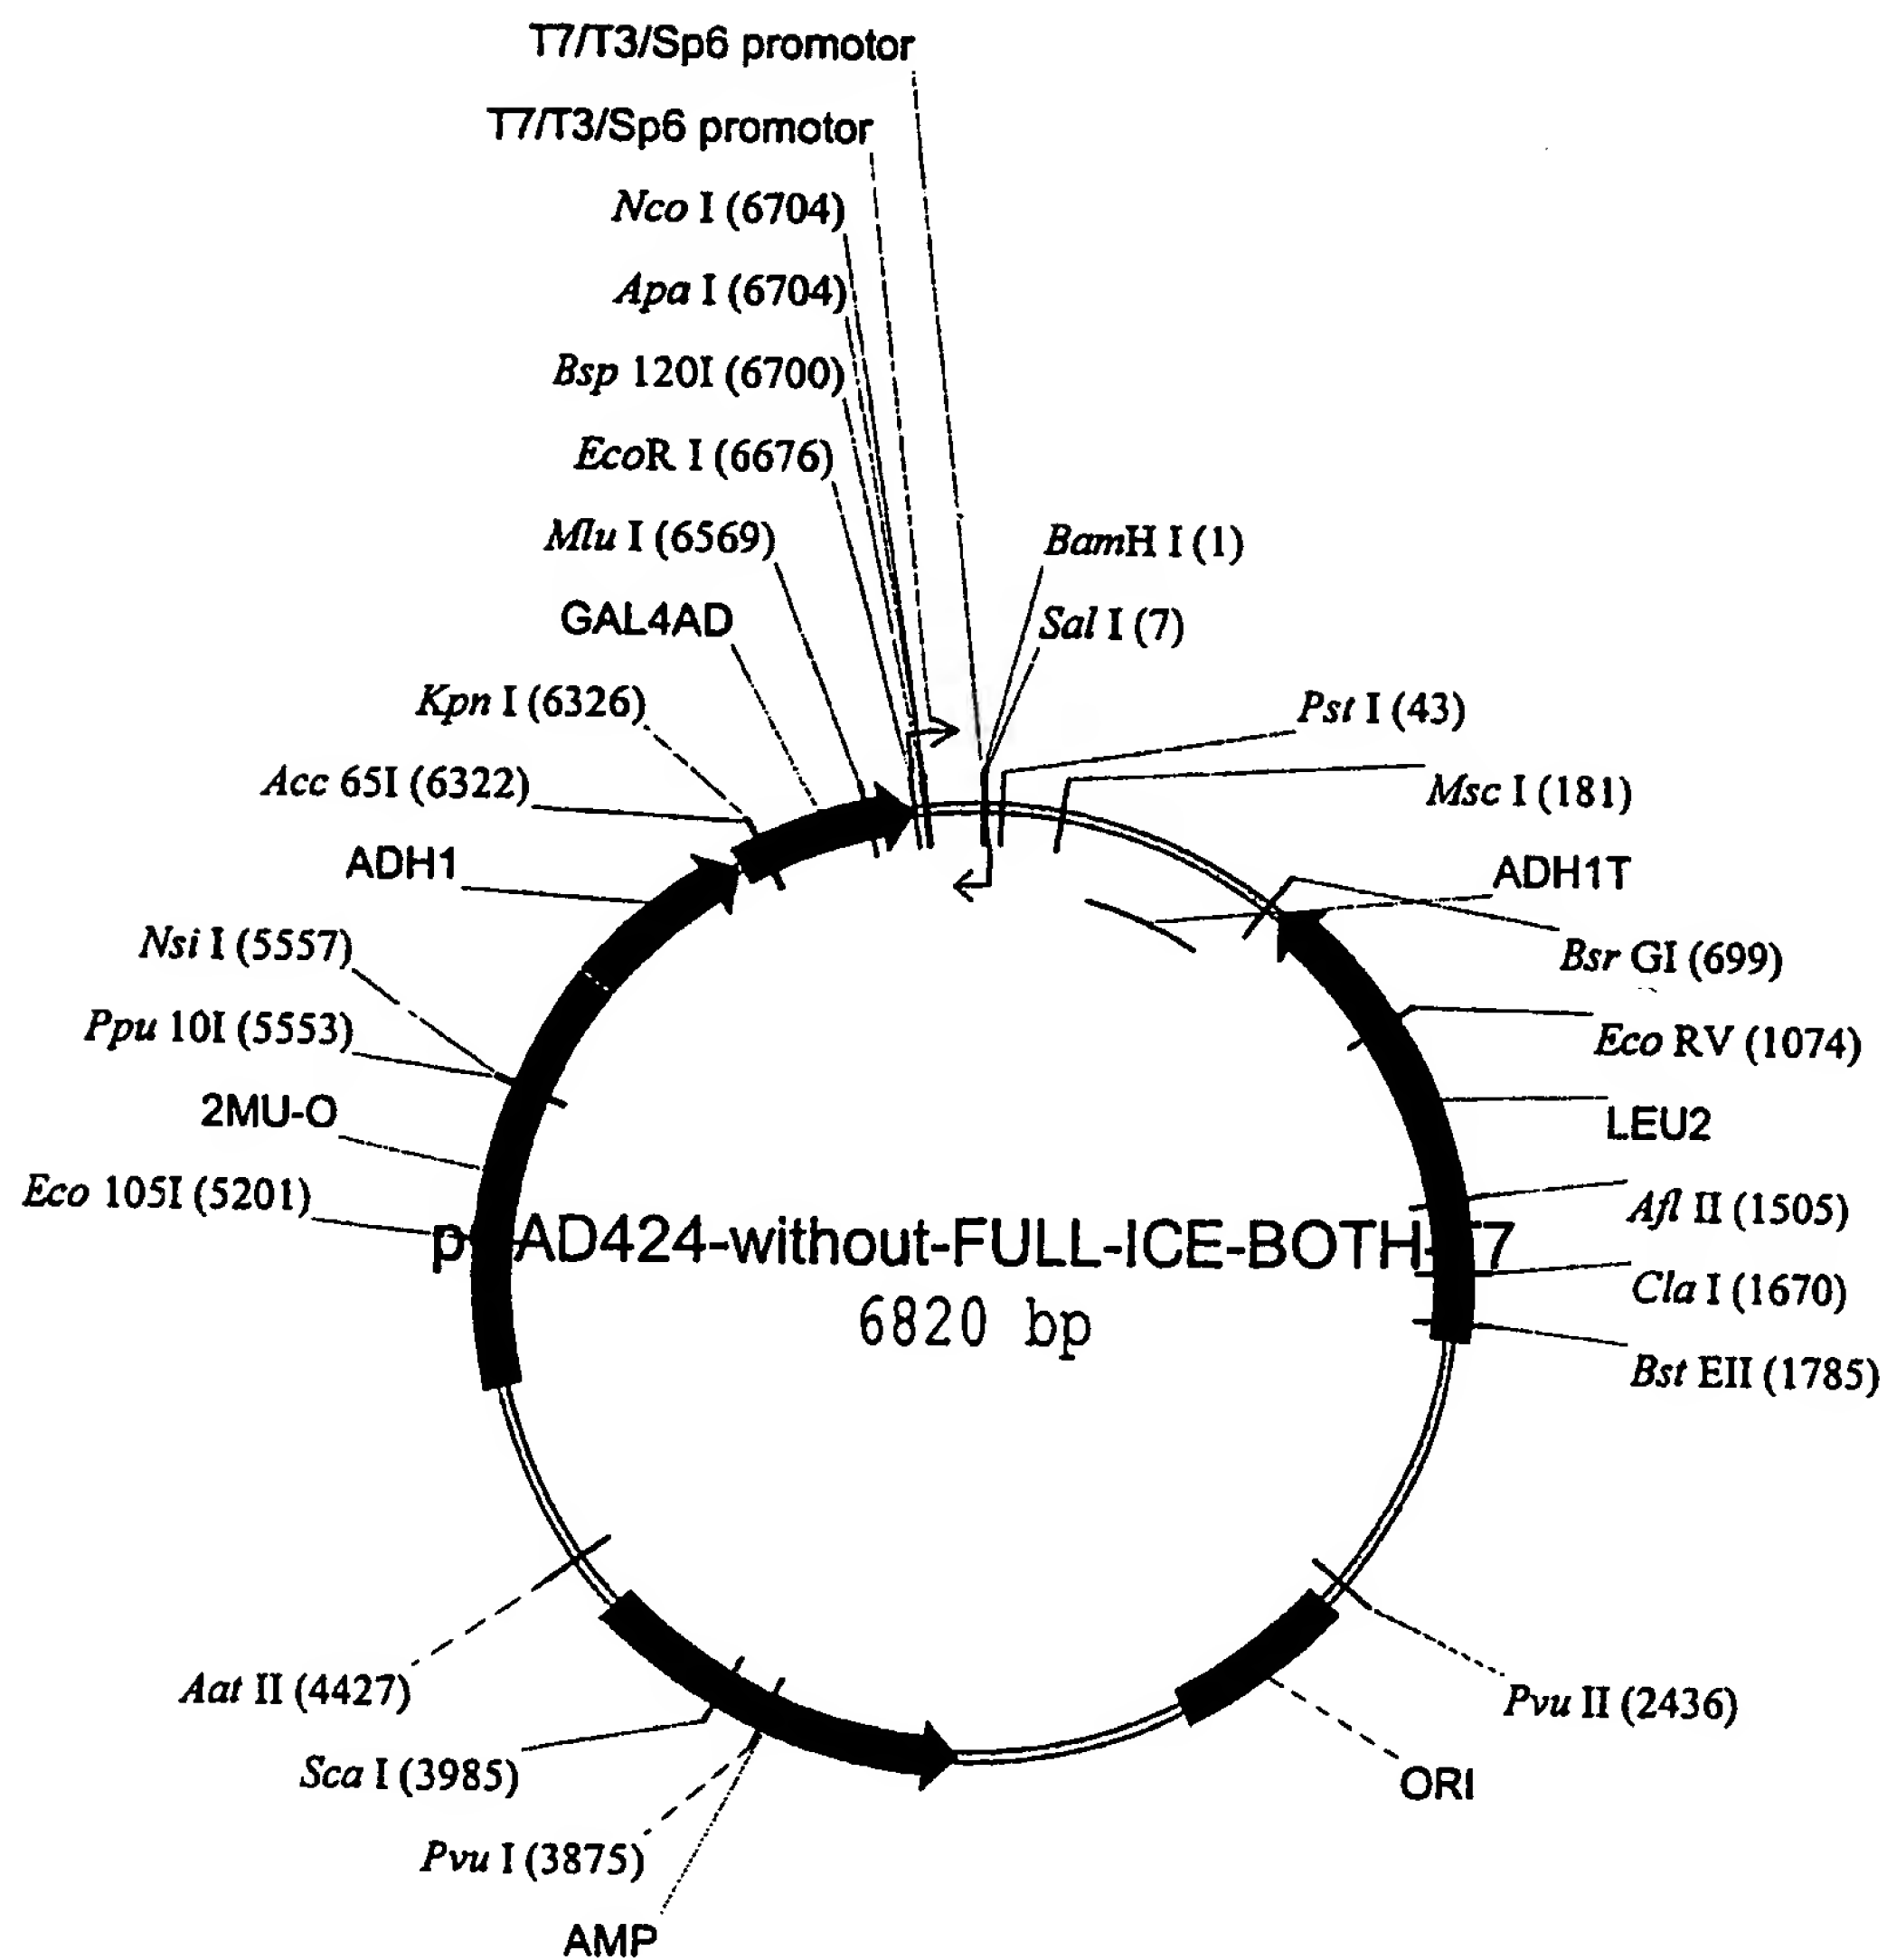 T7/T3/Sp6 promotor
T7/T3/Sp6 promotor
Nco I (6704)
Apa I (6704)
Bsp 120I (6700)
EcoR I (6676)
Mlu I (6569)
GAL4AD
Kpn I (6326)
Acc 65I (6322)
ADH1
Nsi I (5557)
Ppu 10I (5553)
2MU-O
Eco 105I (5201)
BamH I (1)
Sal I (7)
Pst I (43)
Msc I (181)
ADH1T
Bsr GI (699)
Eco RV (1074)
LEU2
Afl II (1505)
Cla I (1670)
Bst EII (1785)
AD424-without-FULL-ICE-BOTH
6820 bp
Aat II (4427)
Sca I (3985)
Pvu I (3875)
AMP
Pvu II (2436)
ORI